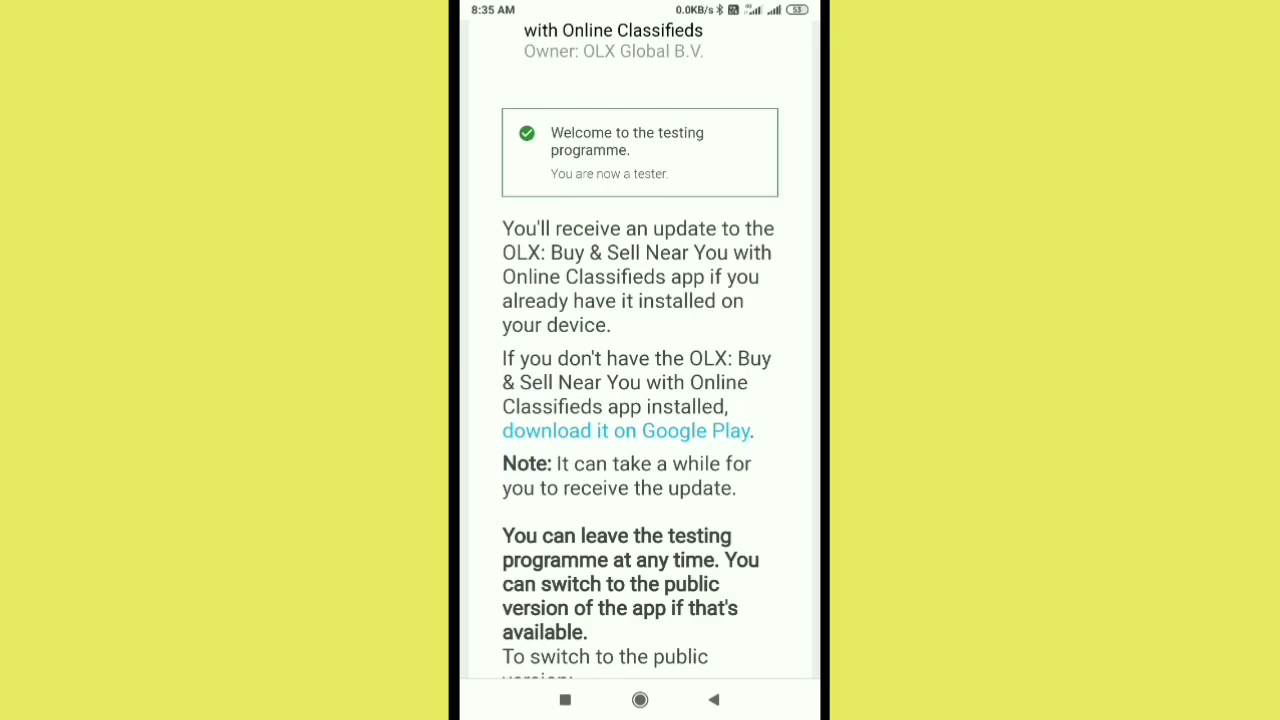 8:35 AM 0.0KB/s 4G 53
with Online Classifieds
Owner: OLX Global B.V.
Welcome to the testing
programme.
You are now a tester.
You'll receive an update to the
OLX: Buy & Sell Near You with
Online Classifieds app if you
already have it installed on
your device.
If you don't have the OLX: Buy
& Sell Near You with Online
Classifieds app installed,
download it on Google Play.
Note: It can take a while for
you to receive the update.
You can leave the testing
programme at any time. You
can switch to the public
version of the app if that's
available.
To switch to the public
version: